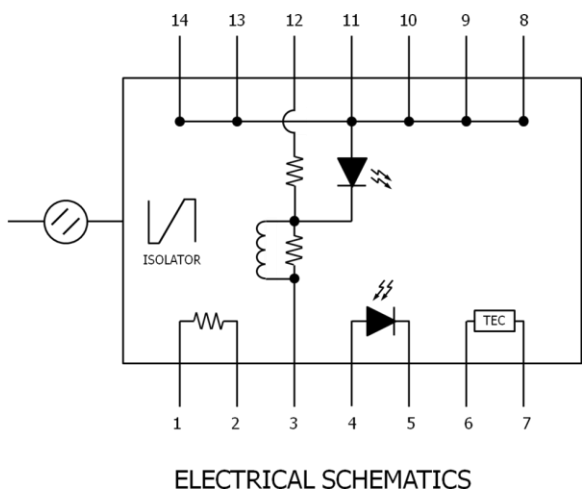 14 13 12 11 10 9 8
ISOLATOR
TEC
1 2 3 4 5 6 7
ELECTRICAL SCHEMATICS